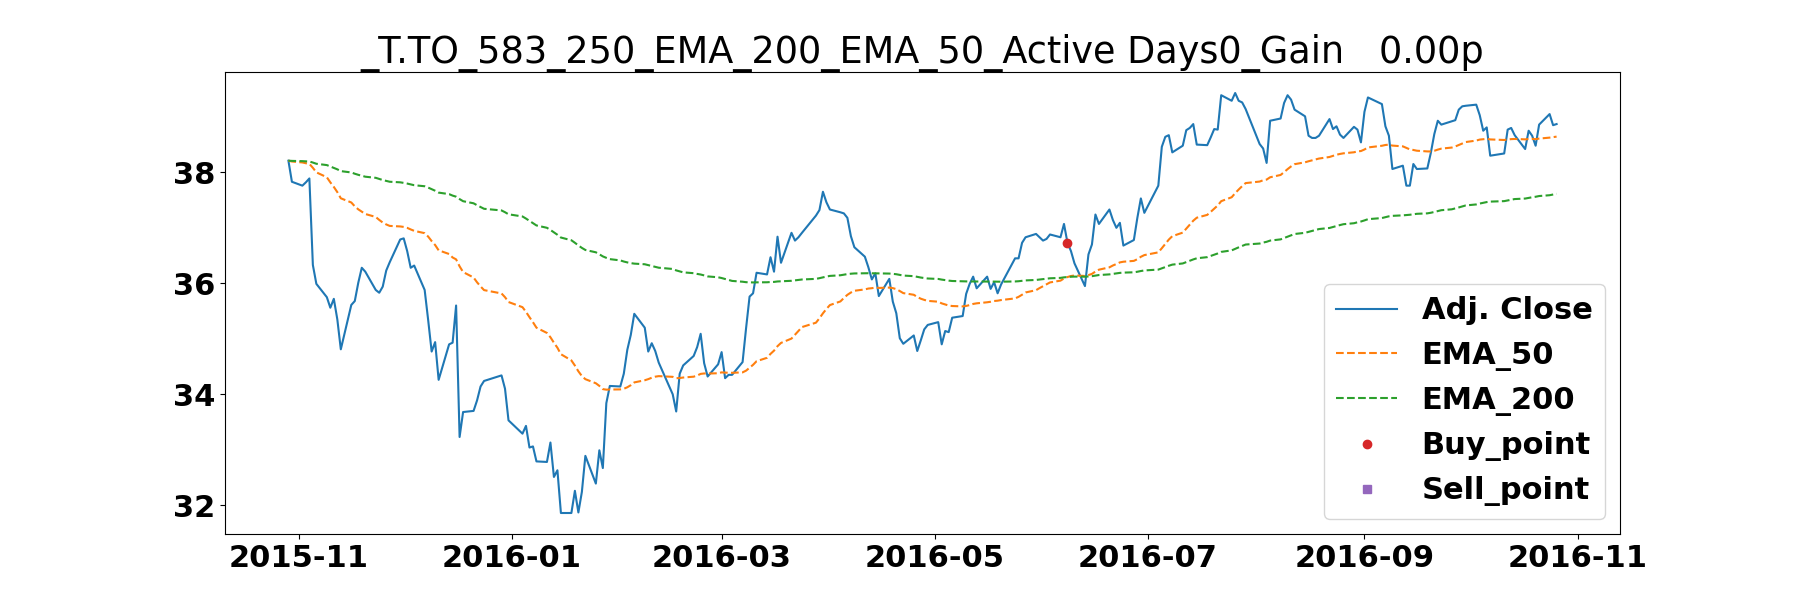 _T.TO_583_250_EMA_200_EMA_50_Active Days0_Gain   0.00p
38
36
34
32
2015-11 2016-01 2016-03 2016-05 2016-07 2016-09 2016-11
Adj. Close
EMA_50
EMA_200
Buy_point
Sell_point